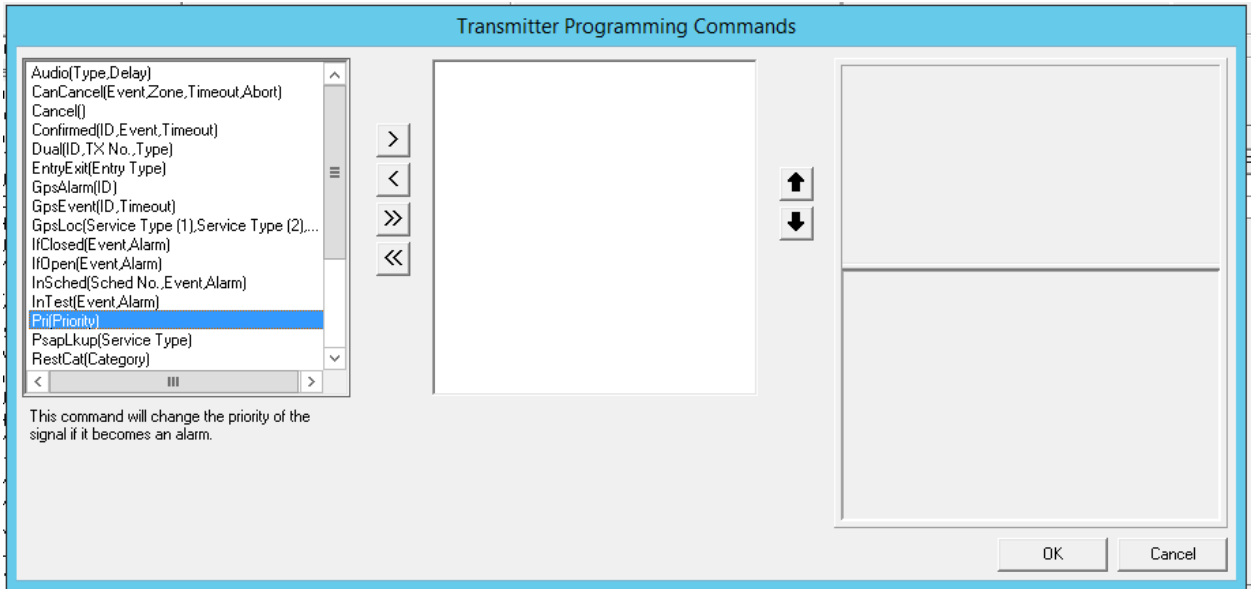 Transmitter Programming Commands
Audio(Type,Delay)
CanCancel(Event,Zone,Timeout,Abort)
Cancel()
Confirmed(ID,Event,Timeout)
Dual(ID,TX No.,Type)
EntryExit(Entry Type)
GpsAlarm(ID)
GpsEvent(ID,Timeout)
GpsLoc(Service Type (1),Service Type (2),...
IfClosed(Event,Alarm)
IfOpen(Event,Alarm)
InSched(Sched No.,Event,Alarm)
InTest(Event,Alarm)
Pri(Priority)
PsapLkup(Service Type)
RestCat(Category)
This command will change the priority of the
signal if it becomes an alarm.
OK
Cancel